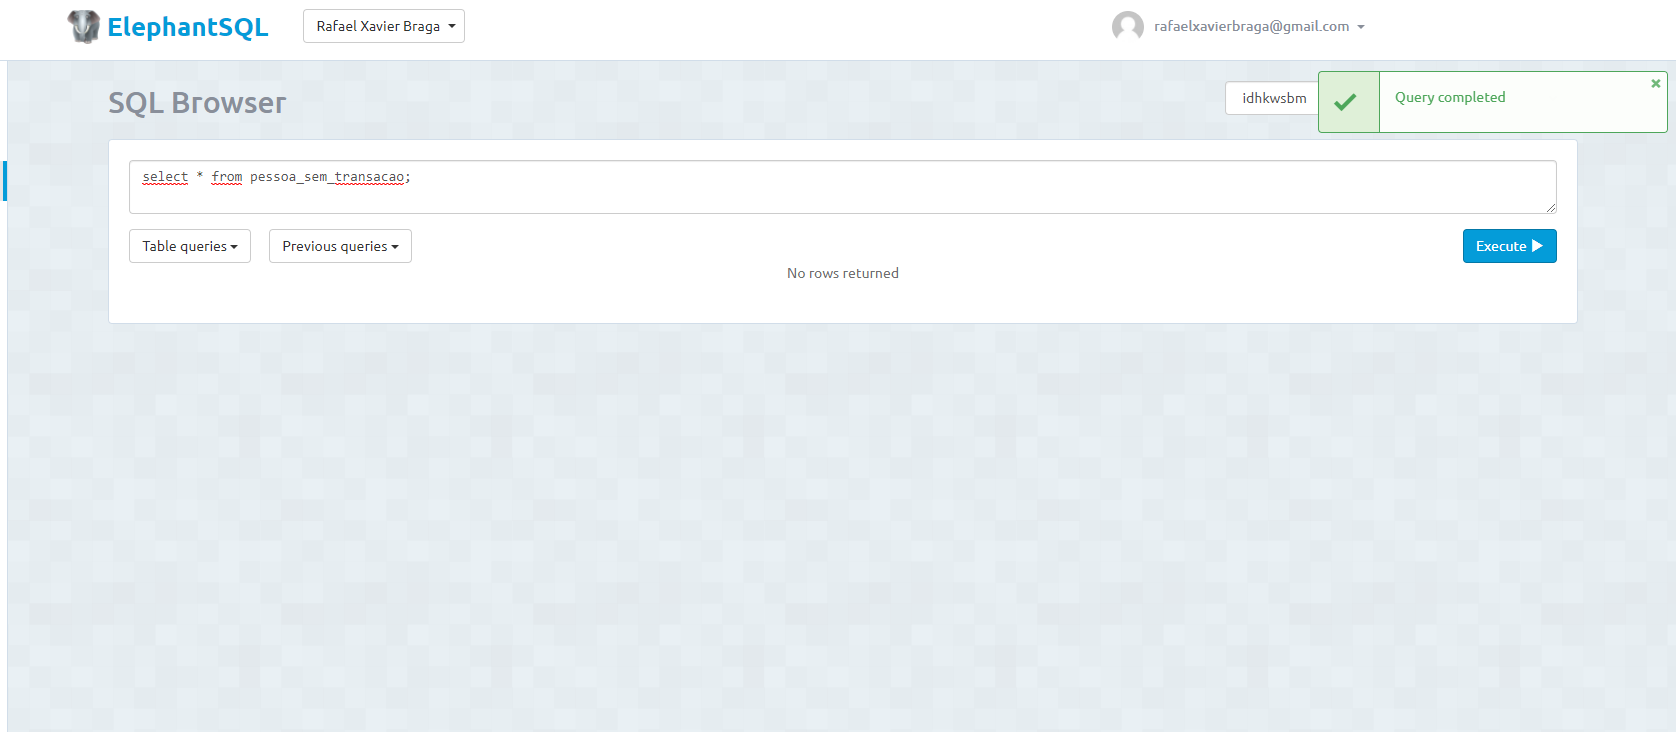 ElephantSQL
Rafael Xavier Braga
rafaelxavierbraga@gmail.com
SQL Browser
idhkwsbm
Query completed
select * from pessoa_sem_transacao;
Table queries
Previous queries
Execute
No rows returned